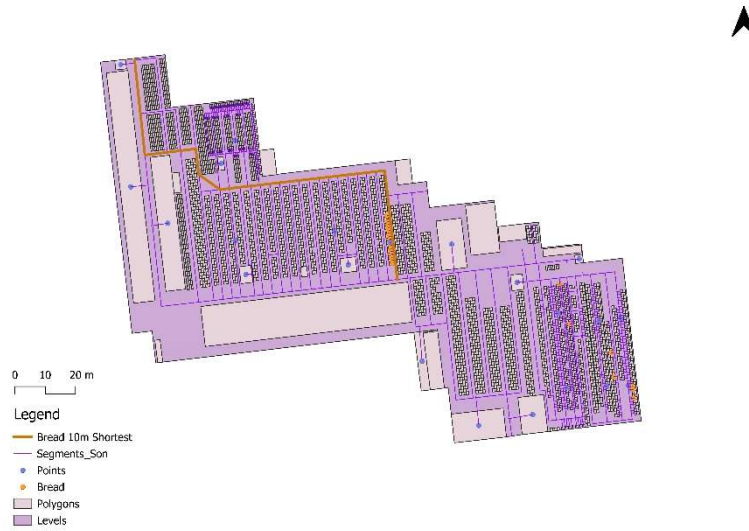 0 10 20 m
Legend
Bread 10m Shortest
Segments_Son
Points
Bread
Polygons
Levels